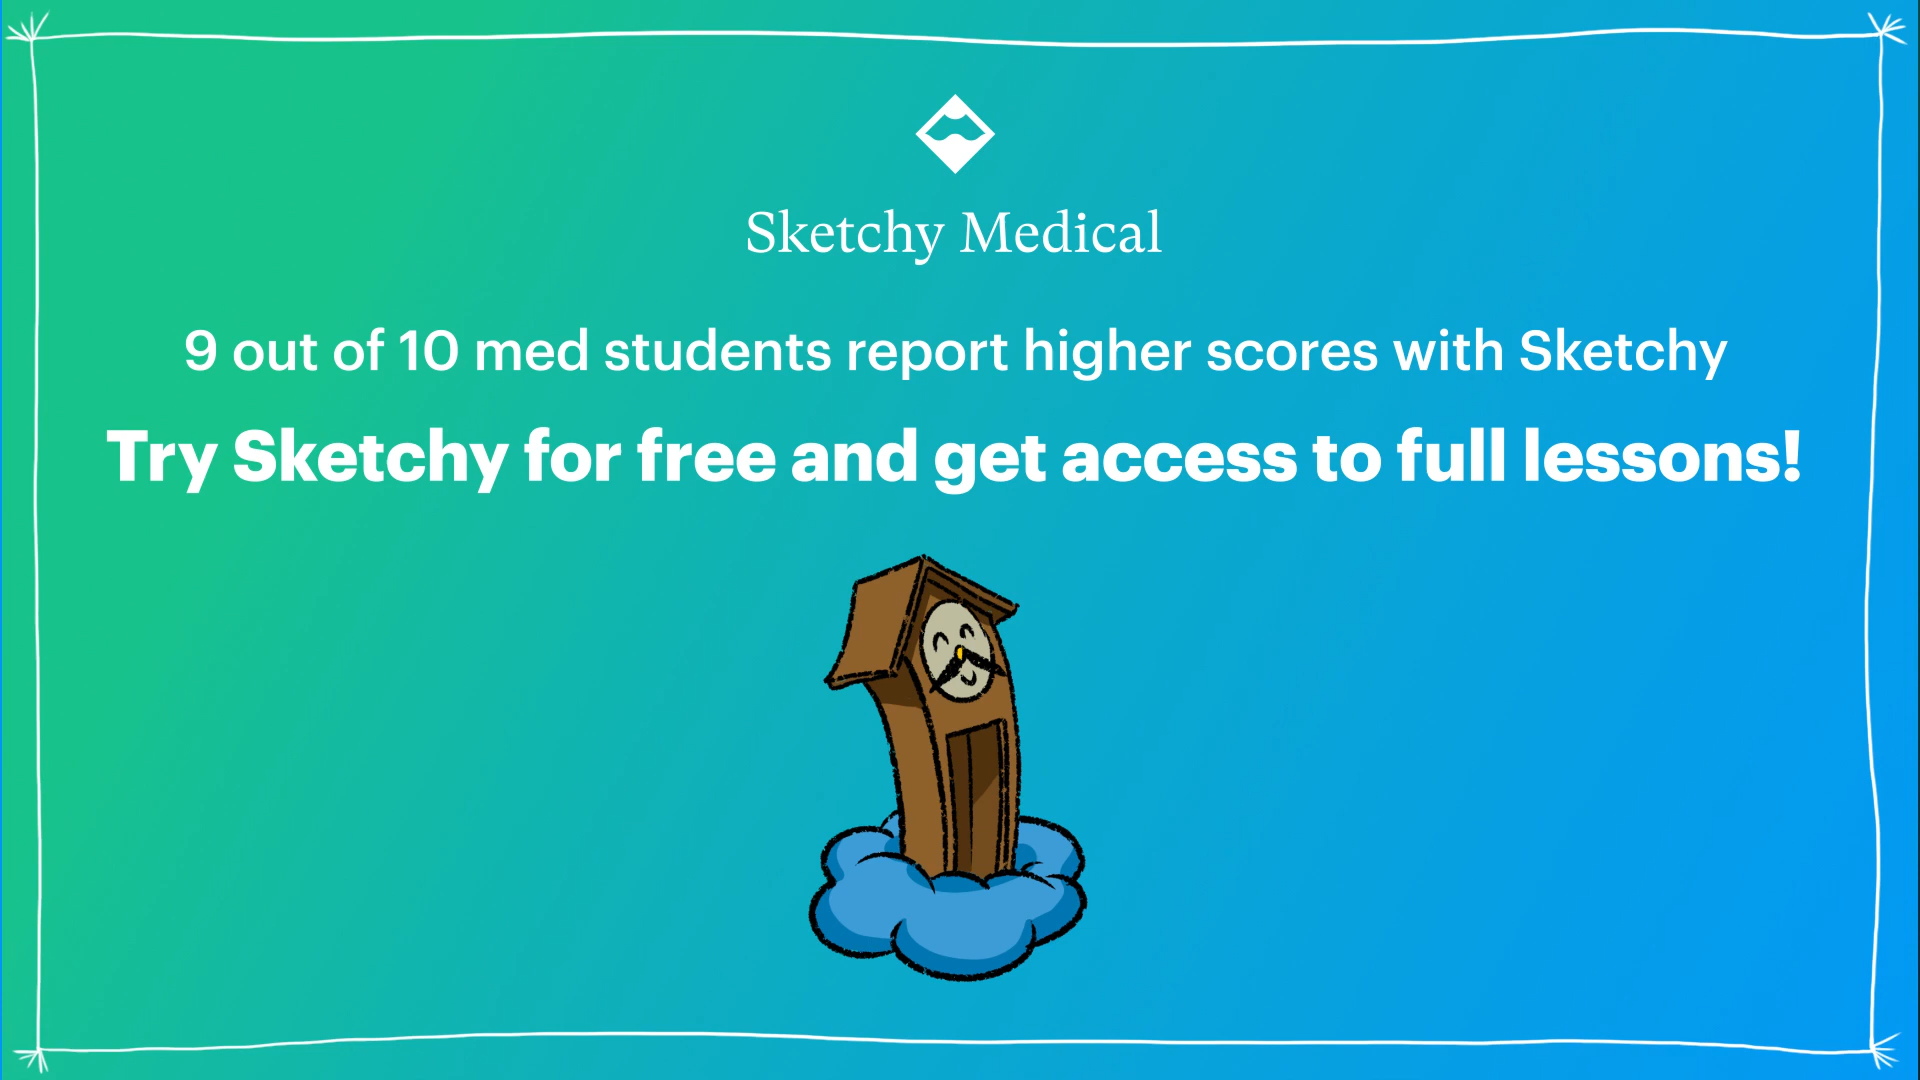 Sketchy Medical
9 out of 10 med students report higher scores with Sketchy
Try Sketchy for free and get access to full lessons!